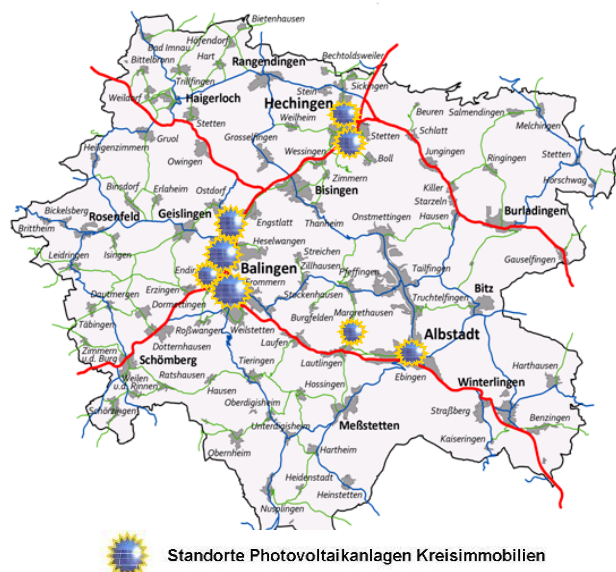 Bietenhausen
Höfendorf
Bad Imnau
Hart
Bittelbronn
Bechtoldsweiler
Rangendingen
Trillfingen
Sickingen
Stein
Weildorf
Haigerloch
Hechingen
Beuren
Salmendingen
Stetten
Weilheim
Melchingen
Gruol
Grosselfingen
Stetten
Schlatt
Heiligenzimmern
Wessingen
Boll
Jungingen
Ringingen
Stetten
Owingen
Zimmern
Hörschwag
Binsdorf
Erlaheim
Ostdorf
Bisingen
Killer
Starzeln
Bickelsberg
Geislingen
Onstmettingen
Hausen
Burladingen
Rosenfeld
Engstlatt
Thanheim
Brittheim
Heselwangen
Streichen
Leidringen
Isingen
Zillhausen
Gauselfingen
Balingen
Pfeffingen
Tailfingen
Endin
Erzingen
Frommern
Bitz
Dautmergen
Stockenhausen
Truchtelfingen
Dormettingen
Margrethausen
Täbingen
Burgfelden
Roßwangen
Weilstetten
Albstadt
Dotternhausen
Laufen
Zimmern
u.d. Burg
Schömberg
Tieringen
Lautlingen
Harthausen
Weilen
u.d. Rinnen
Ratshausen
Ebingen
Winterlingen
Hausen
Hossingen
Schörzingen
Oberdigisheim
Meßstetten
Straßberg
Benzingen
Unterdigisheim
Kaiseringen
Obernheim
Hartheim
Heidenstadt
Heinstetten
Nusplingen
Standorte Photovoltaikanlagen Kreisimmobilien